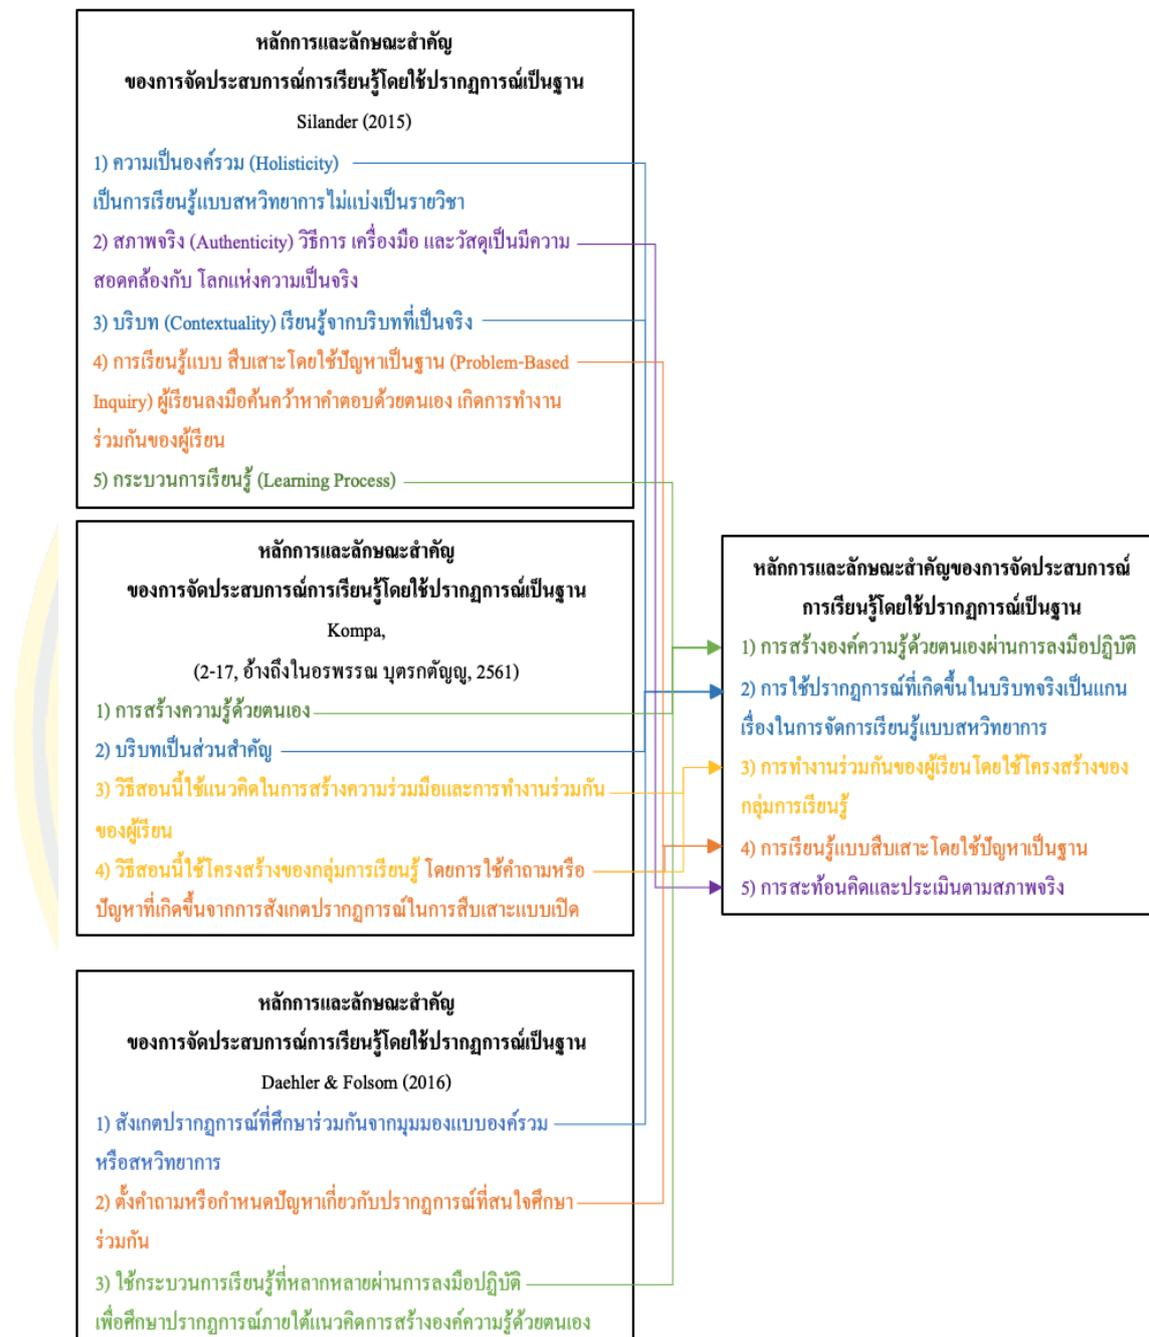 หลักการและลักษณะสำคัญ
ของการจัดประสบการณ์การเรียนรู้โดยใช้ปรากฏการณ์เป็นฐาน
Silander (2015)
1) ความเป็นองค์รวม (Holisticity)
เป็นการเรียนรู้แบบสหวิทยาการไม่แบ่งเป็นรายวิชา
2) สภาพจริง (Authenticity) วิธีการ เครื่องมือ และวัสดุเป็นมีความ
สอดคล้องกับ โลกแห่งความเป็นจริง
3) บริบท (Contextuality) เรียนรู้จากบริบทที่เป็นจริง
4) การเรียนรู้แบบ สืบเสาะโดยใช้ปัญหาเป็นฐาน (Problem-Based
Inquiry) ผู้เรียนลงมือค้นคว้าหาคำตอบด้วยตนเอง เกิดการทำงาน
ร่วมกันของผู้เรียน
5) กระบวนการเรียนรู้ (Learning Process)
หลักการและลักษณะสำคัญ
ของการจัดประสบการณ์การเรียนรู้โดยใช้ปรากฏการณ์เป็นฐาน
Kompa,
(2-17, อ้างถึงในอรพรรณ บุตรกตัญญู, 2561)
1) การสร้างความรู้ด้วยตนเอง
2) บริบทเป็นส่วนสำคัญ
3) วิธีสอนนี้ใช้แนวคิดในการสร้างความร่วมมือและการทำงานร่วมกัน
ของผู้เรียน
4) วิธีสอนนี้ใช้โครงสร้างของกลุ่มการเรียนรู้ โดยการใช้คำถามหรือ
ปัญหาที่เกิดขึ้นจากการสังเกตปรากฏการณ์ในการสืบเสาะแบบเปิด
หลักการและลักษณะสำคัญ
ของการจัดประสบการณ์การเรียนรู้โดยใช้ปรากฏการณ์เป็นฐาน
Daehler & Folsom (2016)
1) สังเกตปรากฏการณ์ที่ศึกษาร่วมกันจากมุมมองแบบองค์รวม
หรือสหวิทยาการ
2) ตั้งคำถามหรือกำหนดปัญหาเกี่ยวกับปรากฏการณ์ที่สนใจศึกษา
ร่วมกัน
3) ใช้กระบวนการเรียนรู้ที่หลากหลายผ่านการลงมือปฏิบัติ
เพื่อศึกษาปรากฏการณ์ภายใต้แนวคิดการสร้างองค์ความรู้ด้วยตนเอง
หลักการและลักษณะสำคัญของการจัดประสบการณ์
การเรียนรู้โดยใช้ปรากฏการณ์เป็นฐาน
1) การสร้างองค์ความรู้ด้วยตนเองผ่านการลงมือปฏิบัติ
2) การใช้ปรากฏการณ์ที่เกิดขึ้นในบริบทจริงเป็นแกน
เรื่องในการจัดการเรียนรู้แบบสหวิทยาการ
3) การทำงานร่วมกันของผู้เรียนโดยใช้โครงสร้างของ
กลุ่มการเรียนรู้
4) การเรียนรู้แบบสืบเสาะโดยใช้ปัญหาเป็นฐาน
5) การสะท้อนคิดและประเมินตามสภาพจริง